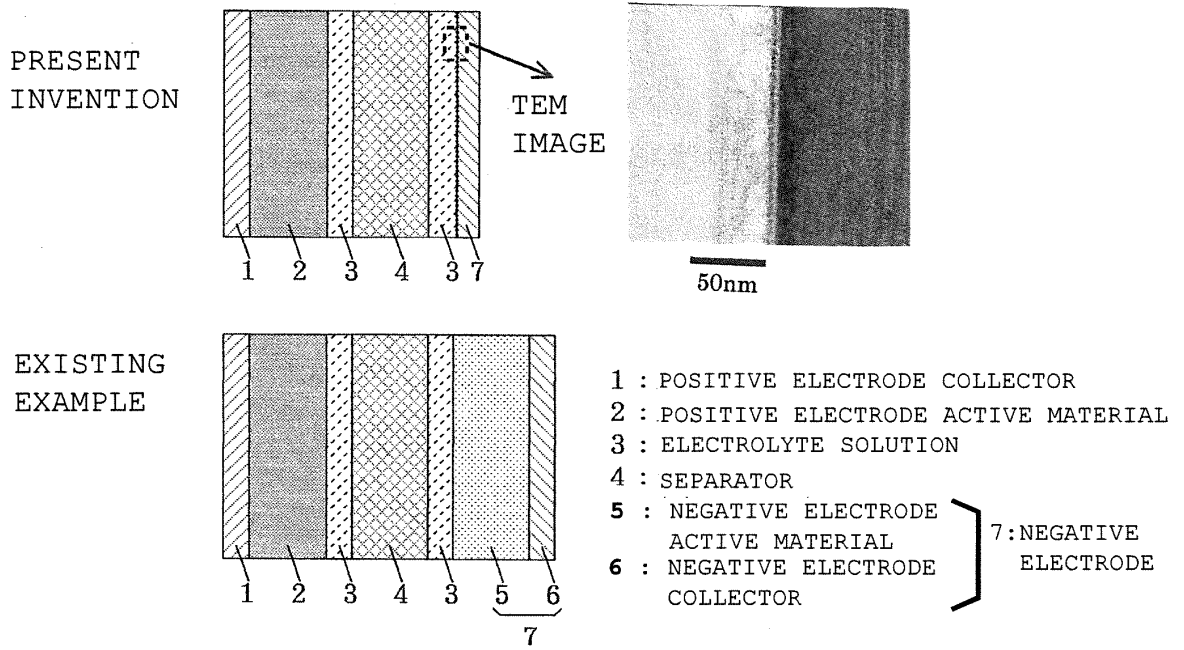 PRESENT
INVENTION
TEM
IMAGE
1 2 3 4 3 7
50nm
EXISTING
EXAMPLE
1 2 3 4 3 5 6
7
1 : POSITIVE ELECTRODE COLLECTOR
2 : POSITIVE ELECTRODE ACTIVE MATERIAL
3 : ELECTROLYTE SOLUTION
4 : SEPARATOR
5 : NEGATIVE ELECTRODE
ACTIVE MATERIAL
6 : NEGATIVE ELECTRODE
COLLECTOR
7:NEGATIVE
ELECTRODE